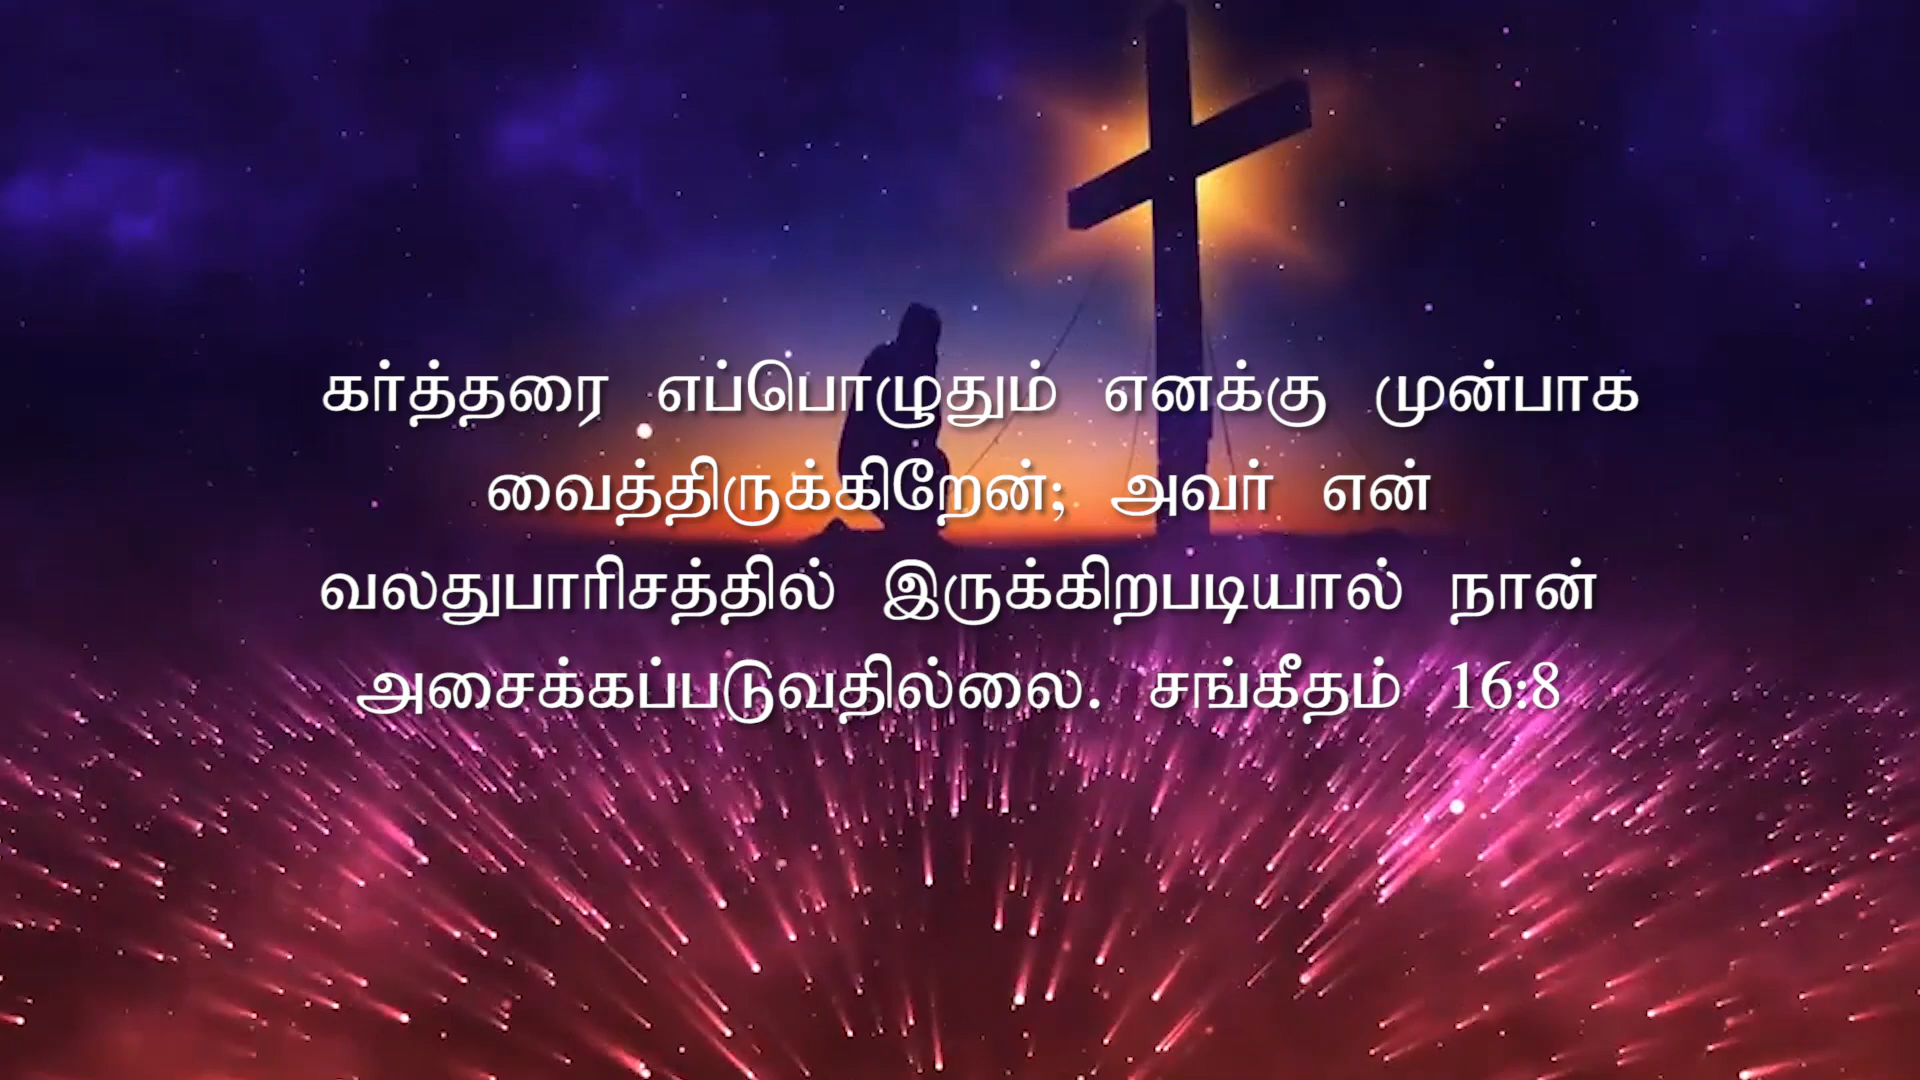 கர்த்தரை எப்பொழுதும் எனக்கு முன்பாக
வைத்திருக்கிறேன்; அவர் என்
வலதுபாரிசத்தில் இருக்கிறபடியால் நான்
அசைக்கப்படுவதில்லை. சங்கீதம் 16:8